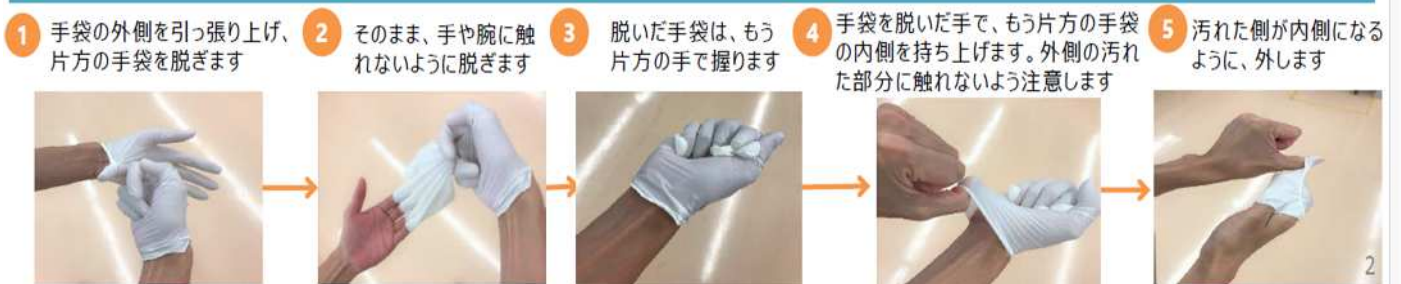 1
手袋の外側を引っ張り上げ、
片方の手袋を脱ぎます
2
そのまま、手や腕に触
れないように脱ぎます
3
脱いだ手袋は、もう
片方の手で握ります
4
手袋を脱いだ手で、もう片方の手袋
の内側を持ち上げます。外側の汚れ
た部分に触れないよう注意します
5
汚れた側が内側になる
ように、外します
2